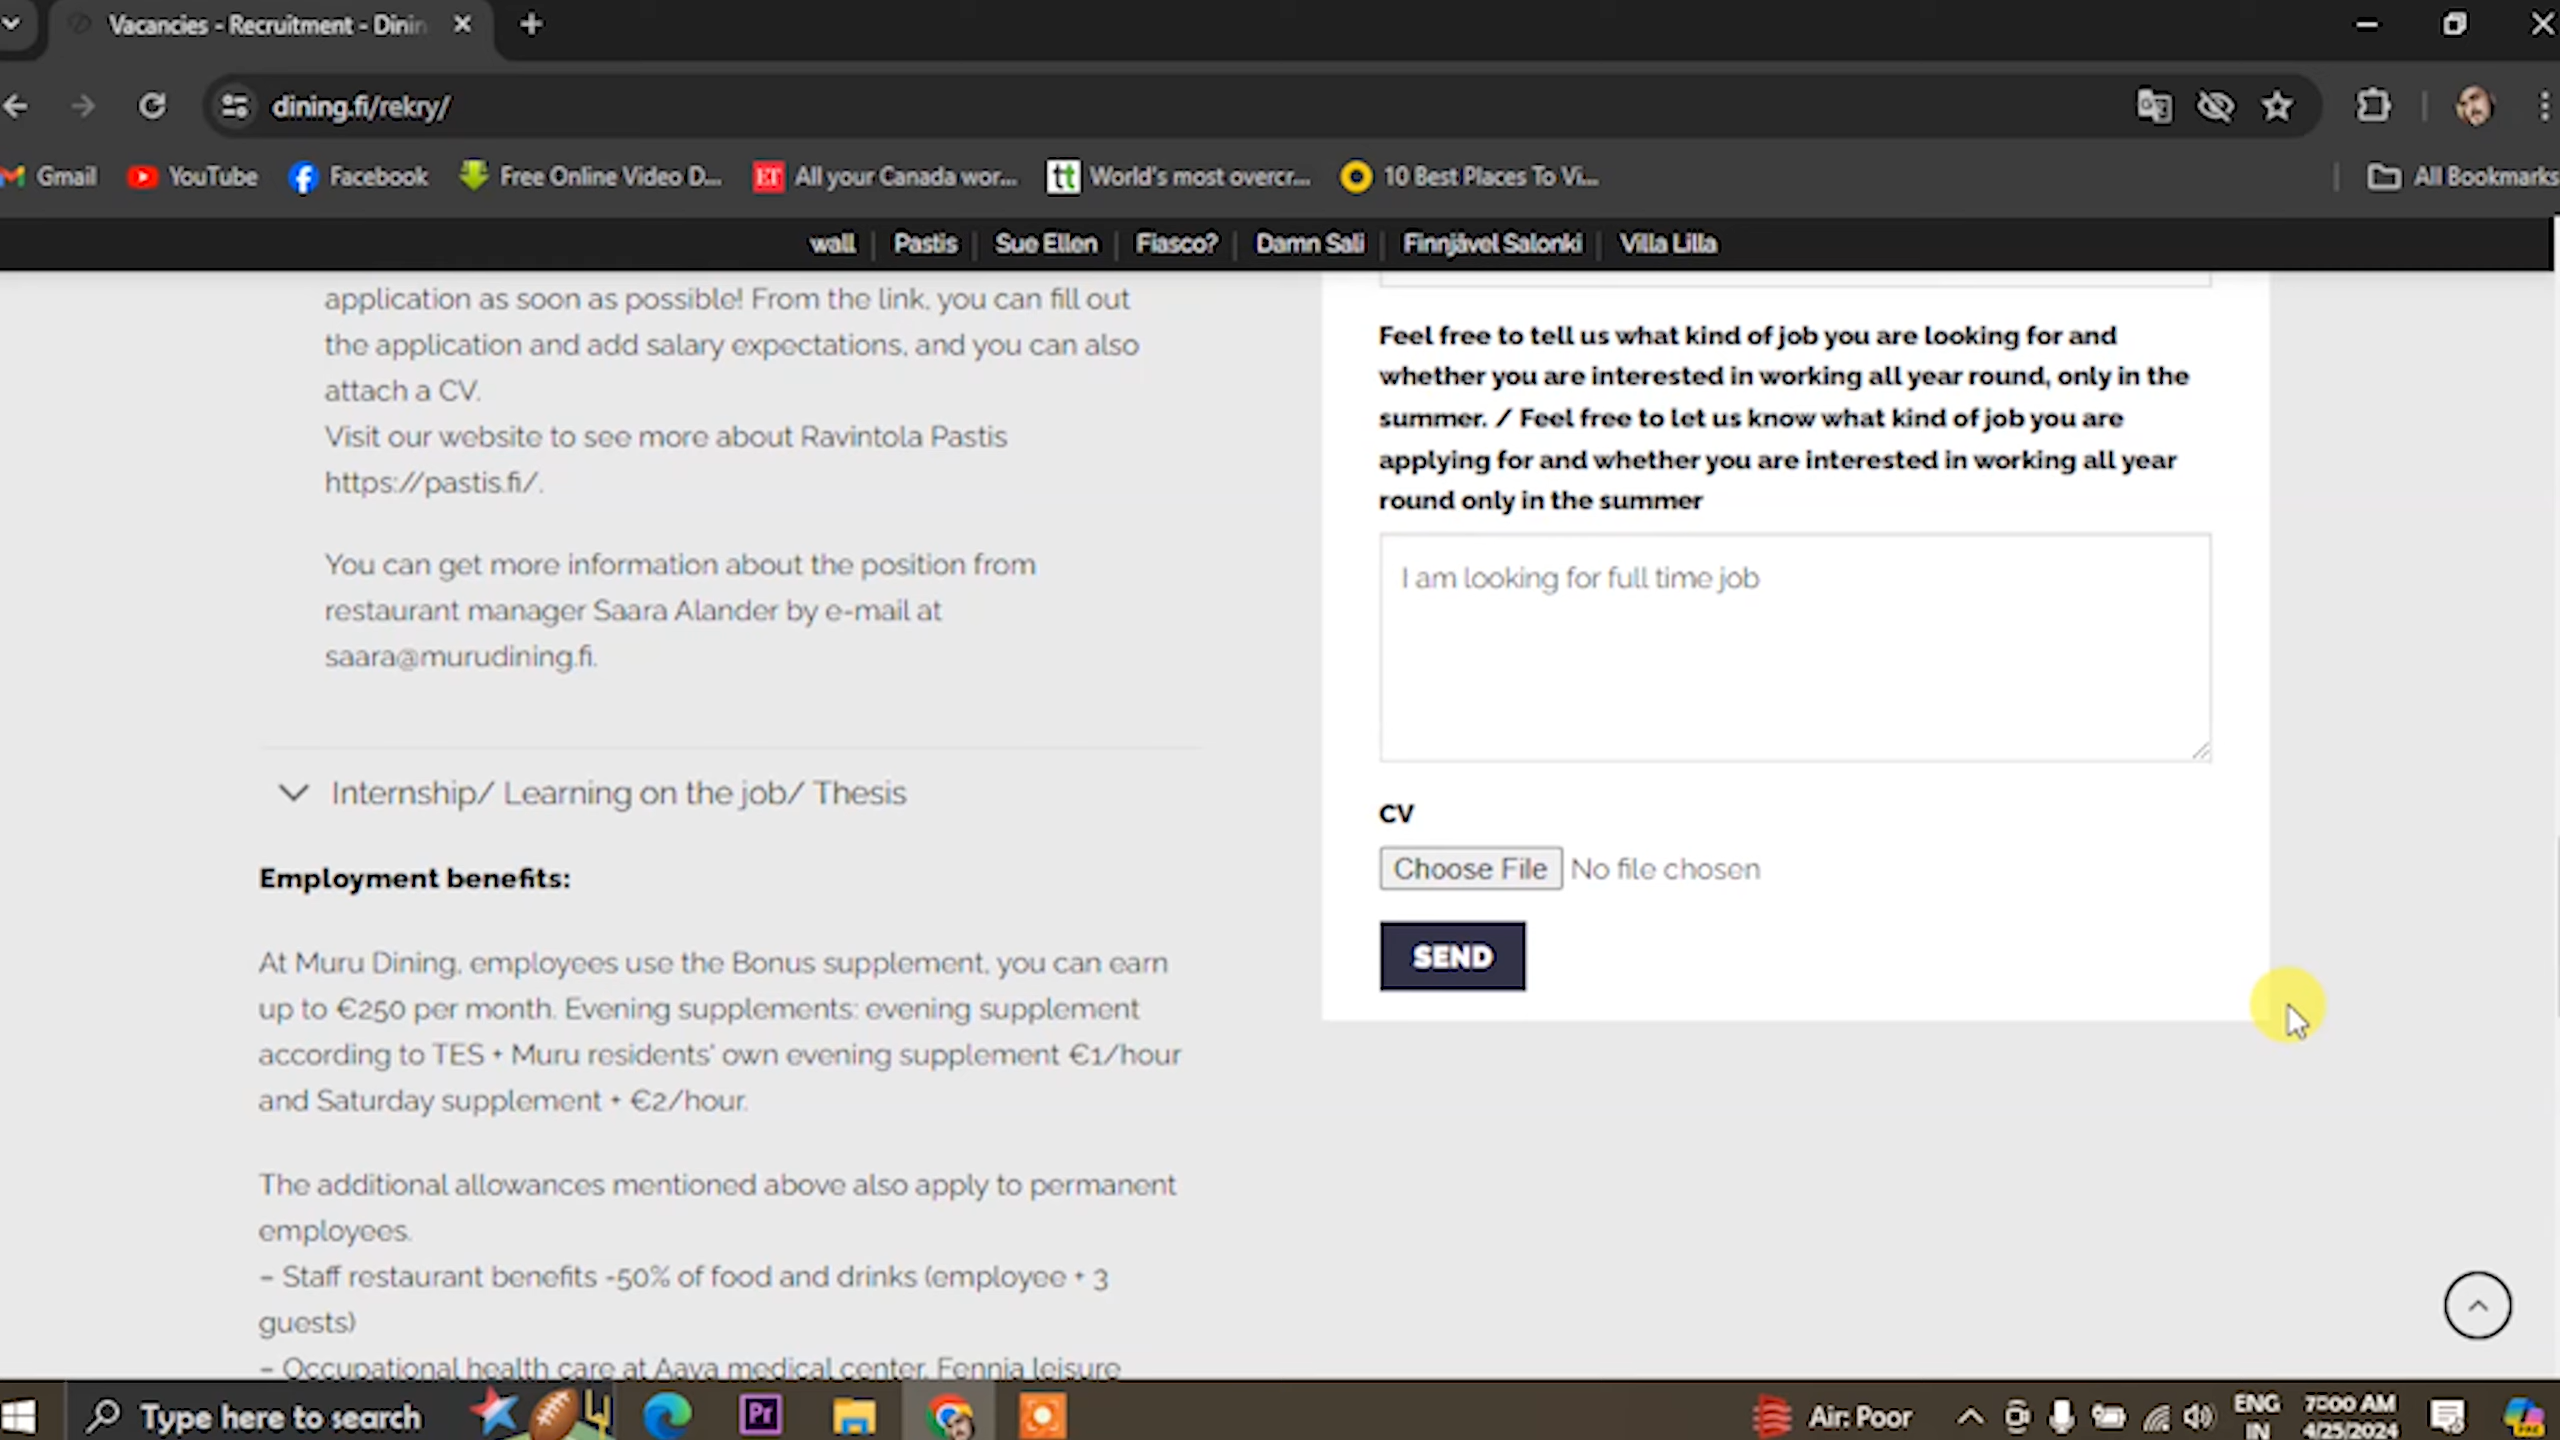 Vacancies - Recruitment - Dinin
dining.fi/rekry/
Gmail
YouTube
Facebook
Free Online Video D...
ET
All your Canada wor...
tt
World's most overcr...
10 Best Places To Vi...
All Bookmarks
wall | Pastis | Sue Ellen | Fiasco? | Damn Sali | Finnjävel Salonki | Villa Lilla
application as soon as possible! From the link, you can fill out
the application and add salary expectations, and you can also
attach a CV.
Visit our website to see more about Ravintola Pastis
https://pastis.fi/.
You can get more information about the position from
restaurant manager Saara Alander by e-mail at
saara@murudining.fi.
Internship/ Learning on the job/ Thesis
Employment benefits:
At Muru Dining, employees use the Bonus supplement, you can earn
up to €250 per month. Evening supplements: evening supplement
according to TES + Muru residents' own evening supplement €1/hour
and Saturday supplement + €2/hour.
The additional allowances mentioned above also apply to permanent
employees.
– Staff restaurant benefits -50% of food and drinks (employee + 3
guests)
– Occupational health care at Aava medical center, Fennia leisure
Feel free to tell us what kind of job you are looking for and
whether you are interested in working all year round, only in the
summer. / Feel free to let us know what kind of job you are
applying for and whether you are interested in working all year
round only in the summer
I am looking for full time job
CV
Choose File No file chosen
SEND
Type here to search
Pr
Air: Poor
ENG
IN
7:00 AM
4/25/2024